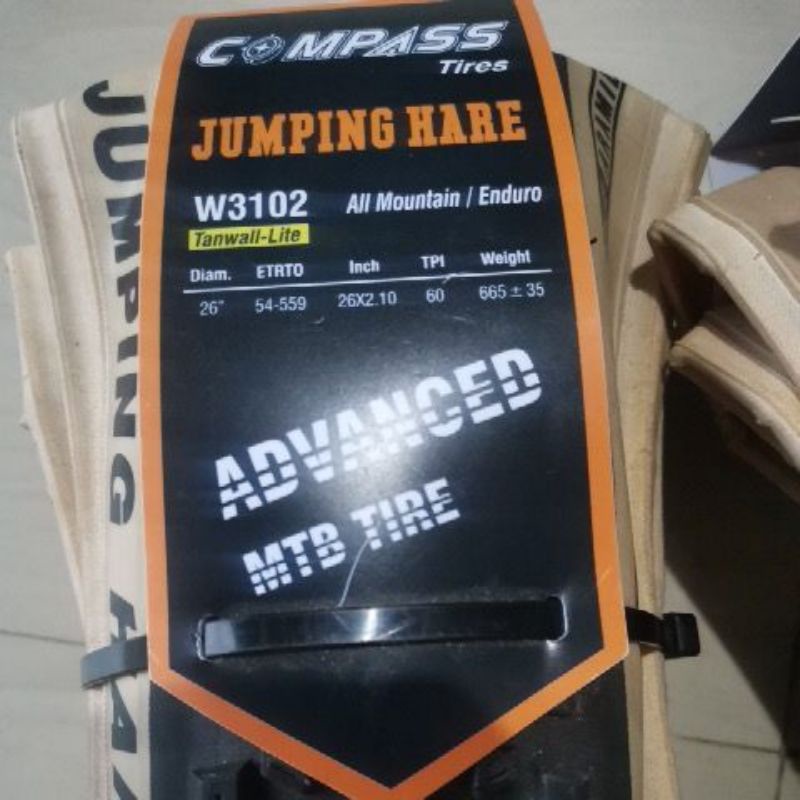 COMPASS
Tires
JUMPING HARE
W3102 All Mountain / Enduro
Tanwall-Lite
Diam. ETRTO Inch TPI Weight
26" 54-559 26X2.10 60 665 ± 35
ADVANCED
MTB TIRE
JUMPING HA